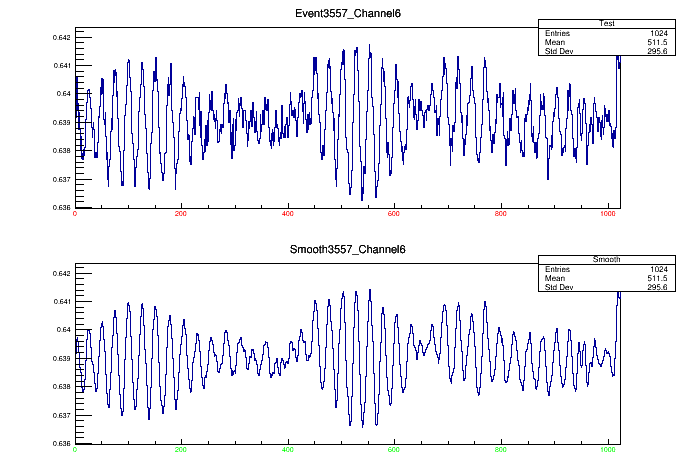 Event3557_Channel6
Test
Entries 1024
Mean 511.5
Std Dev 295.6
0.642
0.641
0.64
0.639
0.638
0.637
0.636
0 200 400 600 800 1000
Smooth3557_Channel6
Smooth
Entries 1024
Mean 511.5
Std Dev 295.6
0.642
0.641
0.64
0.639
0.638
0.637
0.636
0 200 400 600 800 1000